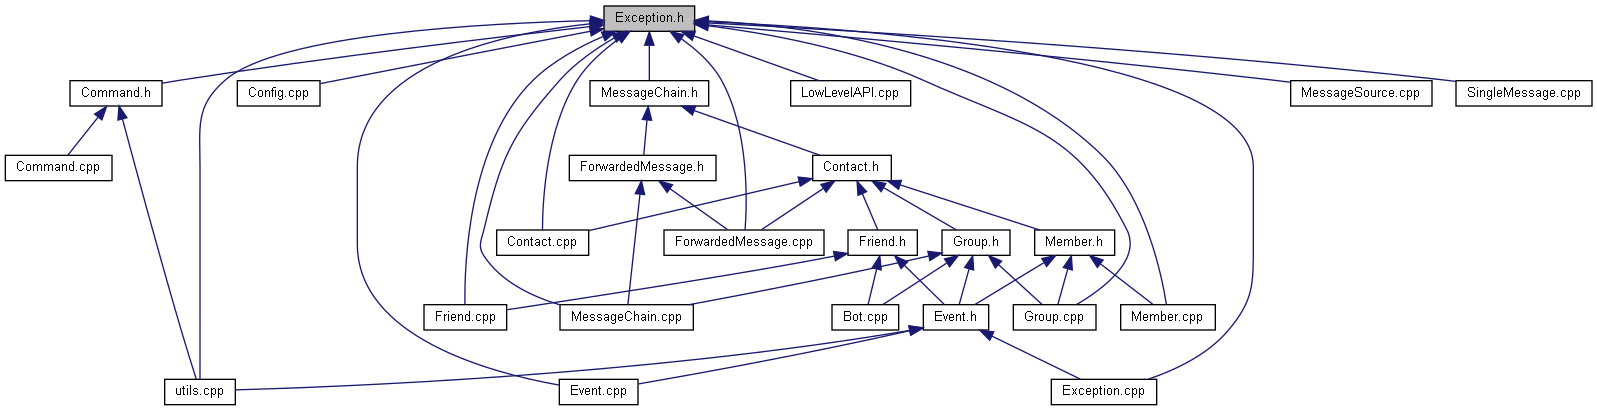 Exception.h
Command.h
Config.cpp
MessageChain.h
LowLevelAPI.cpp
MessageSource.cpp
SingleMessage.cpp
Command.cpp
ForwardedMessage.h
Contact.h
Contact.cpp
ForwardedMessage.cpp
Friend.h
Group.h
Member.h
Friend.cpp
MessageChain.cpp
Bot.cpp
Event.h
Group.cpp
Member.cpp
utils.cpp
Event.cpp
Exception.cpp